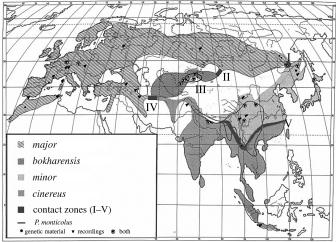 II
III
IV
V
major
bokharensis
minor
cinereus
contact zones (I–V)
P. monticolus
genetic material recordings both